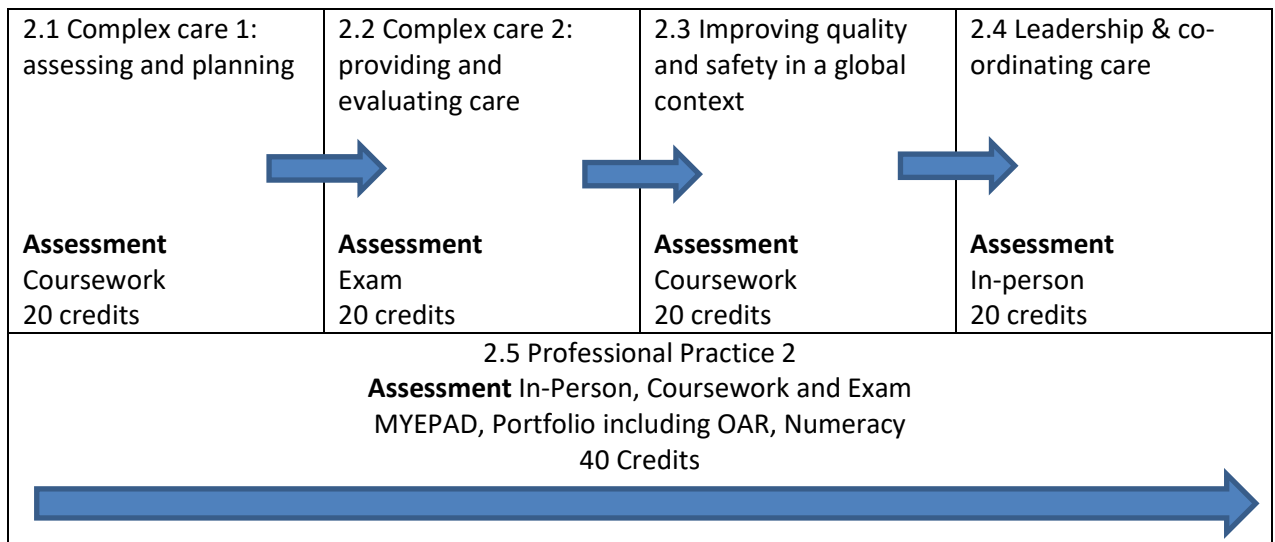 2.1 Complex care 1:
assessing and planning
Assessment
Coursework
20 credits
2.2 Complex care 2:
providing and
evaluating care
Assessment
Exam
20 credits
2.3 Improving quality
and safety in a global
context
Assessment
Coursework
20 credits
2.4 Leadership & co-
ordinating care
Assessment
In-person
20 credits
2.5 Professional Practice 2
Assessment In-Person, Coursework and Exam
MYEPAD, Portfolio including OAR, Numeracy
40 Credits